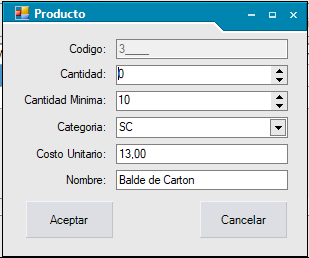 Producto
Codigo: 3____
Cantidad: 0
Cantidad Minima: 10
Categoria: SC
Costo Unitario: 13,00
Nombre: Balde de Carton
Aceptar Cancelar